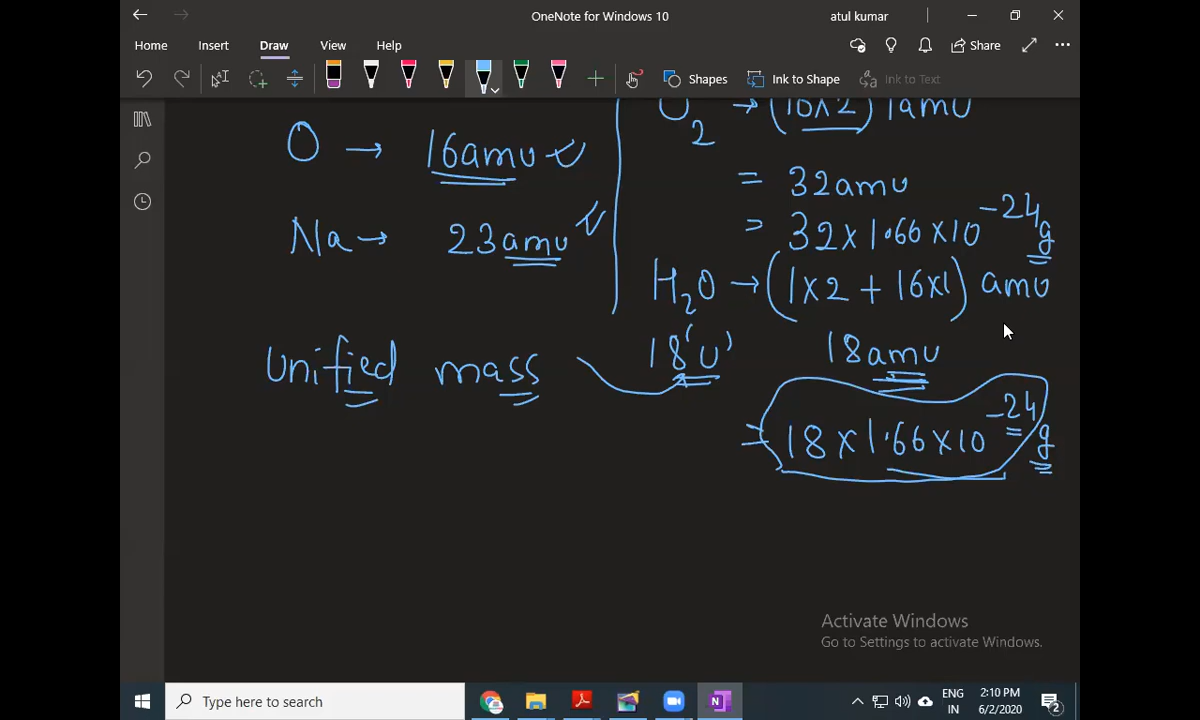 OneNote for Windows 10
atul kumar
Home Insert Draw View Help
Share
Shapes
Ink to Shape
Ink to Text
O → 16amu
Na → 23amu
O2 → (16×2) 1amu
= 32amu
= 32×1.66×10^-24 g
H2O → (1×2 + 16×1) amu
Unified mass
18 'u'
18amu
= 18×1.66×10^-24 g
Activate Windows
Go to Settings to activate Windows.
Type here to search
ENG
IN
2:10 PM
6/2/2020
2